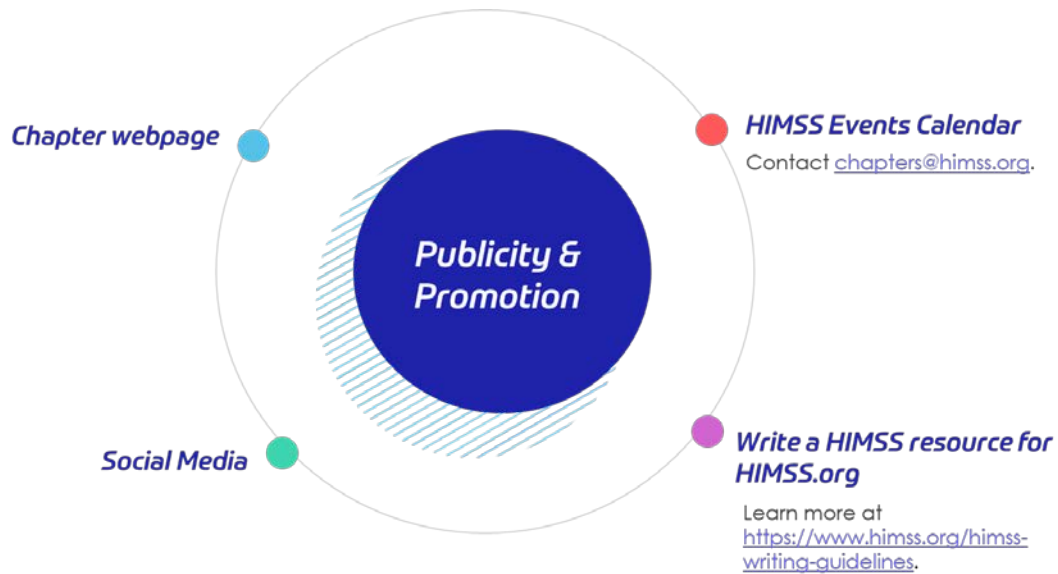 Chapter webpage
HIMSS Events Calendar
Contact chapters@himss.org.
Publicity &
Promotion
Social Media
Write a HIMSS resource for
HIMSS.org
Learn more at
https://www.himss.org/himss-
writing-guidelines.